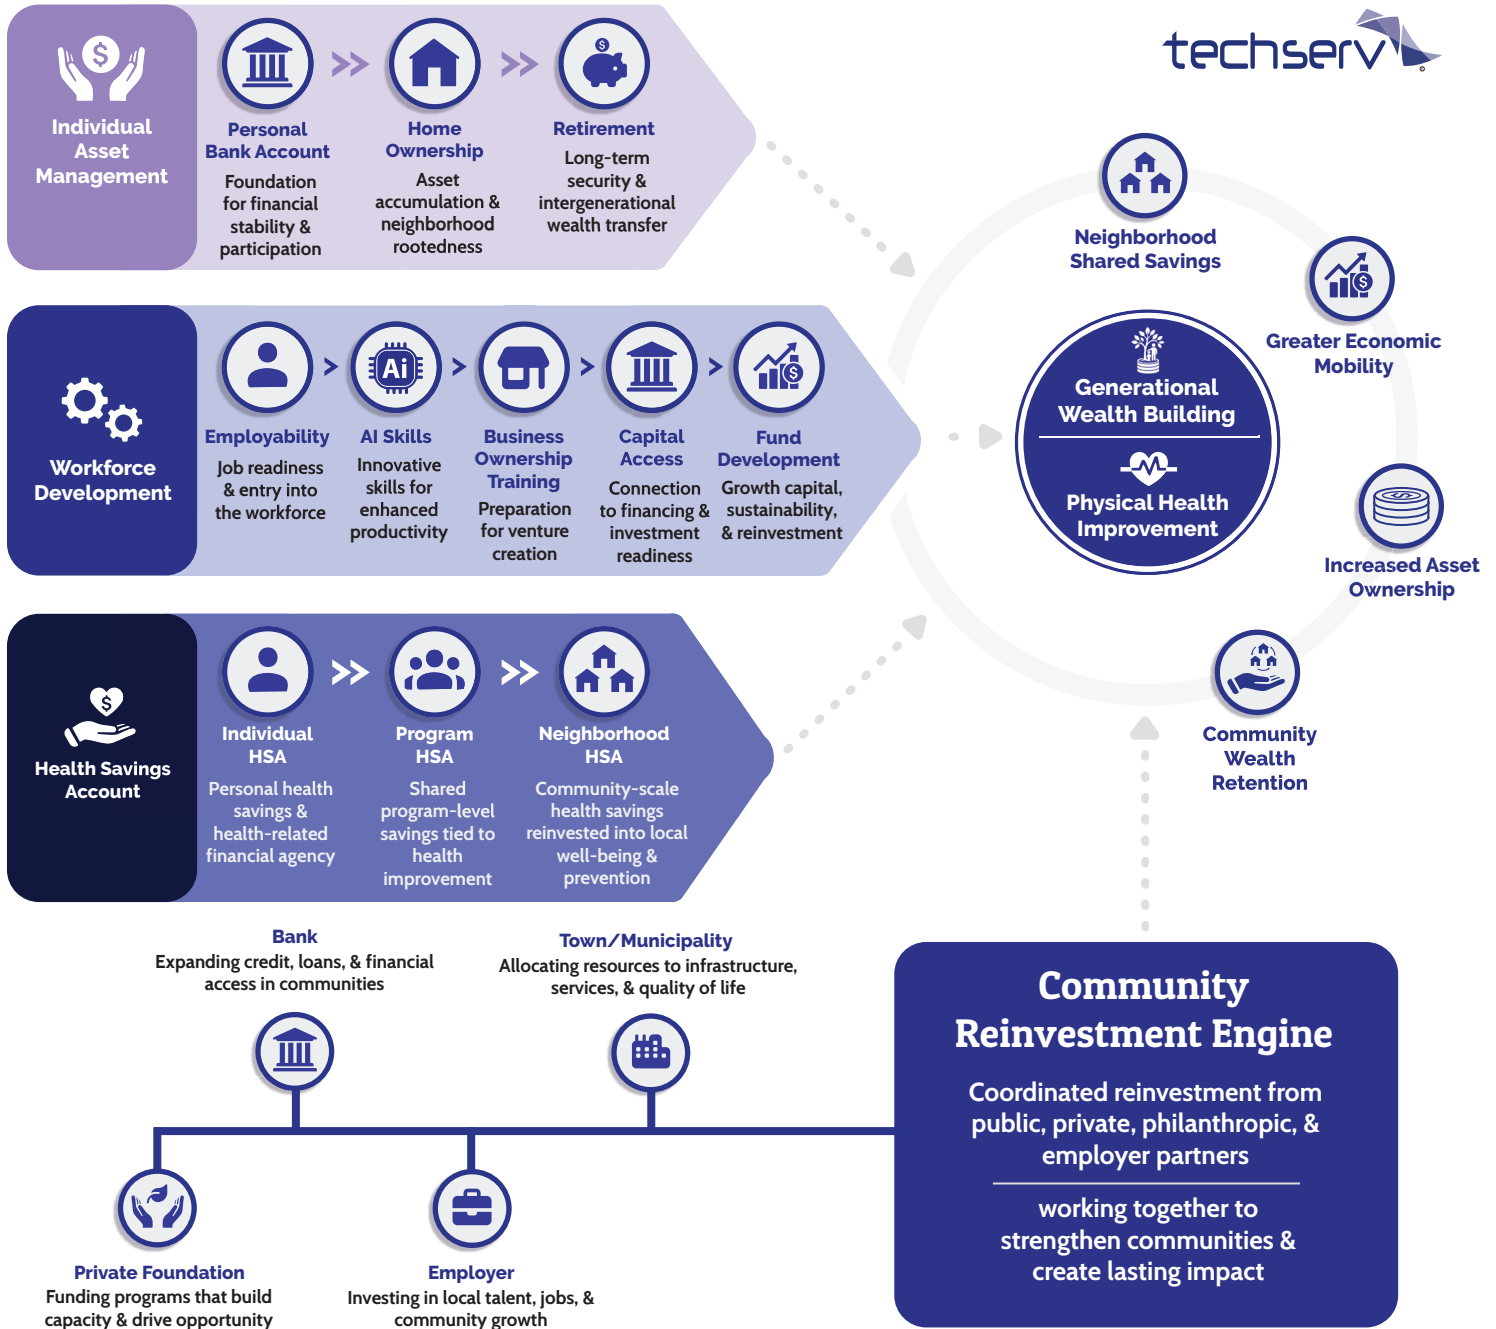 Individual
Asset
Management
Personal
Bank Account
Foundation
for financial
stability &
participation
Home
Ownership
Asset
accumulation &
neighborhood
rootedness
$
Retirement
Long-term
security &
intergenerational
wealth transfer
techserv
Workforce
Development
Employability
Job readiness
& entry into
the workforce
Ai
AI Skills
Innovative
skills for
enhanced
productivity
Business
Ownership
Training
Preparation
for venture
creation
Capital
Access
Connection
to financing &
investment
readiness
$
Fund
Development
Growth capital,
sustainability,
& reinvestment
$
Health Savings
Account
Individual
HSA
Personal health
savings &
health-related
financial agency
Program
HSA
Shared
program-level
savings tied to
health
improvement
Neighborhood
HSA
Community-scale
health savings
reinvested into local
well-being &
prevention
Neighborhood
Shared Savings
$
Greater Economic
Mobility
Generational
Wealth Building
Physical Health
Improvement
$
Increased Asset
Ownership
Community
Wealth
Retention
Bank
Expanding credit, loans, & financial
access in communities
Town/Municipality
Allocating resources to infrastructure,
services, & quality of life
Private Foundation
Funding programs that build
capacity & drive opportunity
Employer
Investing in local talent, jobs, &
community growth
Community
Reinvestment Engine
Coordinated reinvestment from
public, private, philanthropic, &
employer partners
working together to
strengthen communities &
create lasting impact